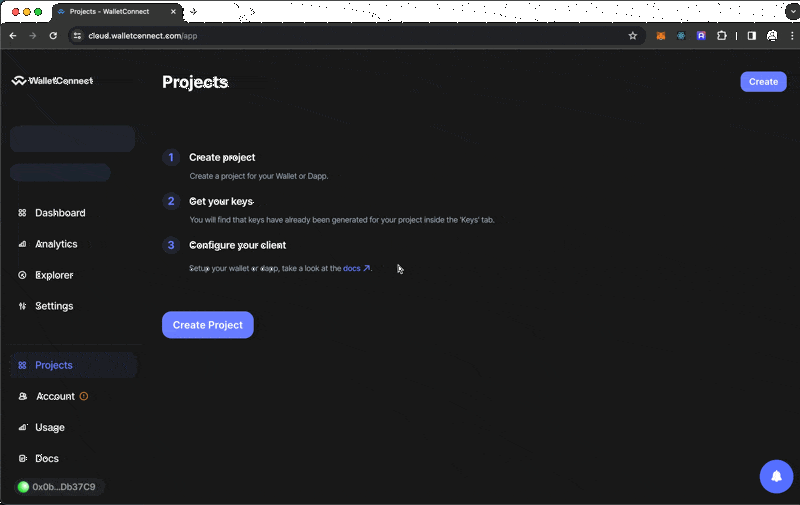 Projects - WalletConnect
cloud.walletconnect.com/app
WalletConnect
Projects
Create
1 Create project
Create a project for your Wallet or Dapp.
2 Get your keys
You will find that keys have already been generated for your project inside the 'Keys' tab.
3 Configure your client
Setup your wallet or dapp, take a look at the docs ↗.
Create Project
Dashboard
Analytics
Explorer
Settings
Projects
Account
Usage
Docs
0x0b...Db37C9